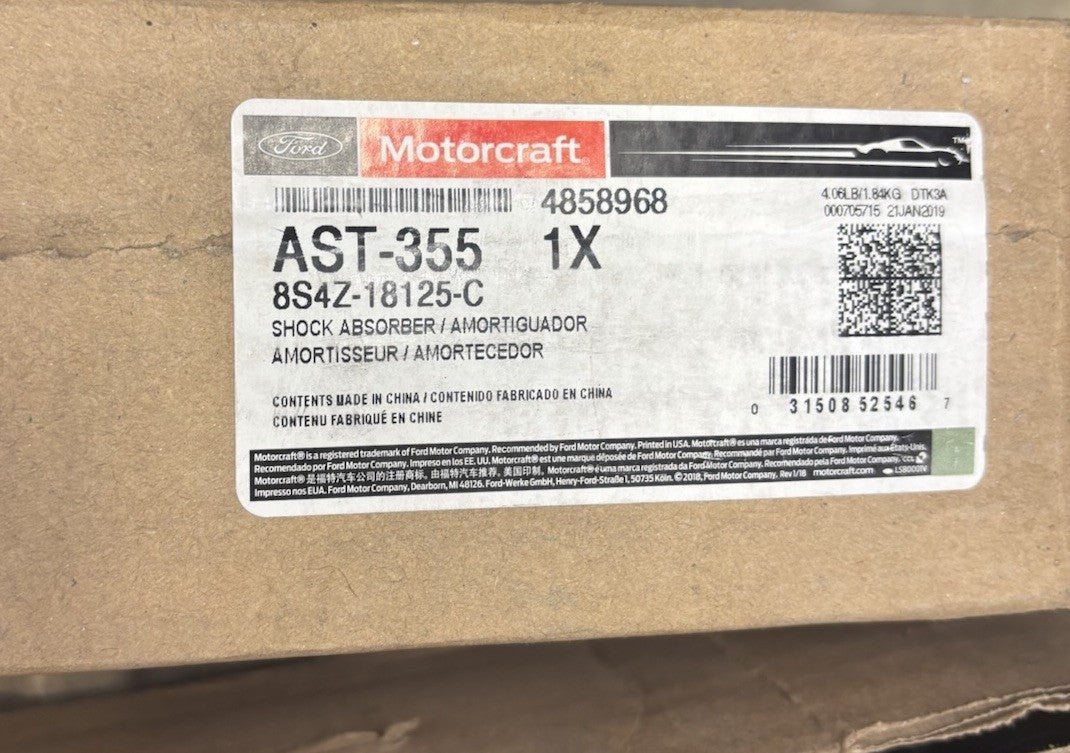 Ford Motorcraft® TM
4858968
4.06LB/1.84KG DTK3A
000705715 21JAN2019
AST-355 1X
8S4Z-18125-C
SHOCK ABSORBER / AMORTIGUADOR
AMORTISSEUR / AMORTECEDOR
CONTENTS MADE IN CHINA / CONTENIDO FABRICADO EN CHINA
CONTENU FABRIQUÉ EN CHINE
0 31508 52546 7
Motorcraft® is a registered trademark of Ford Motor Company. Recommended by Ford Motor Company. Printed in USA. Motorcraft® es una marca registrada de Ford Motor Company.
Recomendado por Ford Motor Company. Impreso en los EE. UU. Motorcraft® est une marque déposée de Ford Motor Company. Recommandé par Ford Motor Company. Imprimé aux États-Unis.
Motorcraft® 是福特汽车公司的注册商标. 由福特汽车推荐. 美国印制. Motorcraft® é uma marca registrada da Ford Motor Company. Recomendado pela Ford Motor Company.
Impresso nos EUA. Ford Motor Company, Dearborn, MI 48126. Ford-Werke GmbH, Henry-Ford-Straße 1, 50735 Köln. © 2018, Ford Motor Company. Rev 1/18 motorcraft.com